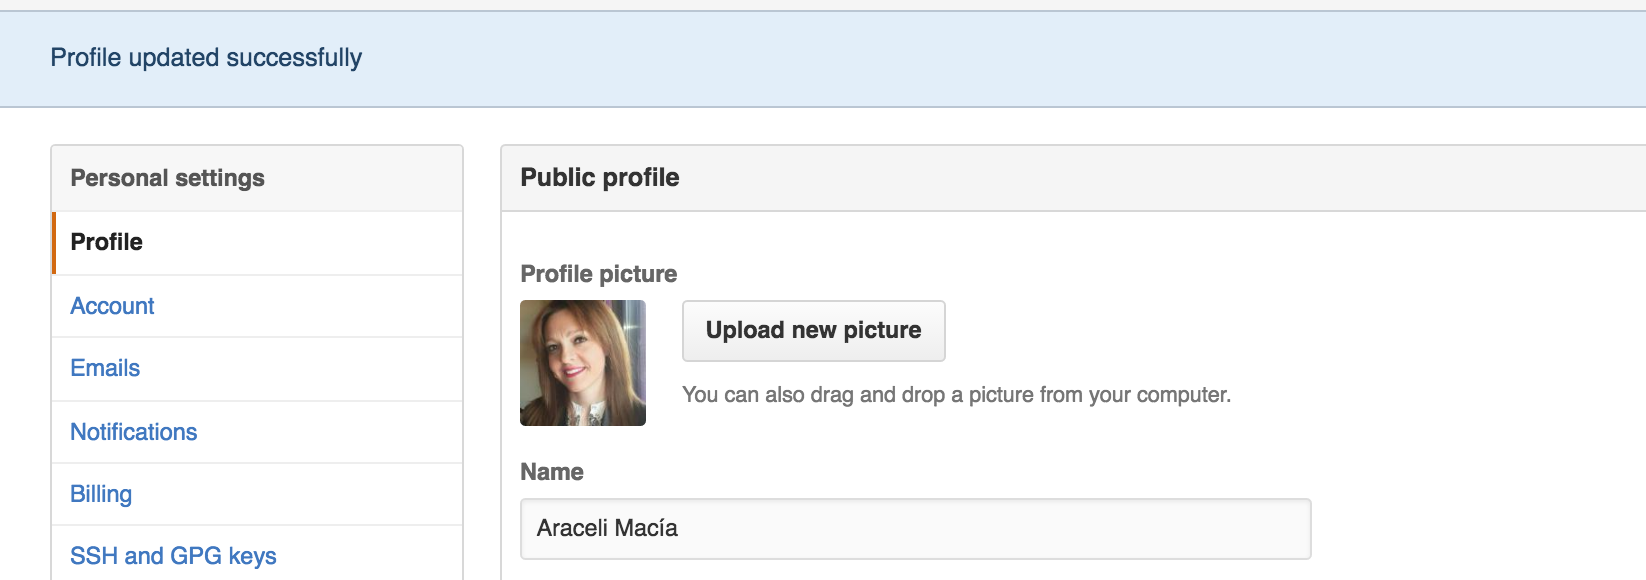 Profile updated successfully
Personal settings
Profile
Account
Emails
Notifications
Billing
SSH and GPG keys
Public profile
Profile picture
Upload new picture
You can also drag and drop a picture from your computer.
Name
Araceli Macía